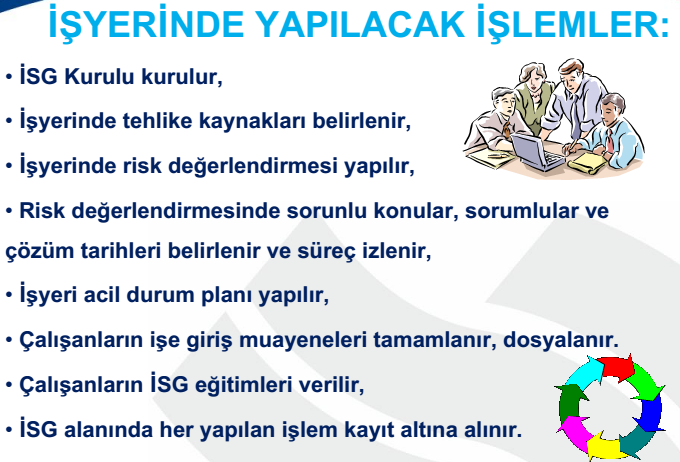 İŞYERİNDE YAPILACAK İŞLEMLER:
• İSG Kurulu kurulur,
• İşyerinde tehlike kaynakları belirlenir,
• İşyerinde risk değerlendirmesi yapılır,
• Risk değerlendirmesinde sorunlu konular, sorumlular ve
çözüm tarihleri belirlenir ve süreç izlenir,
• İşyeri acil durum planı yapılır,
• Çalışanların işe giriş muayeneleri tamamlanır, dosyalanır.
• Çalışanların İSG eğitimleri verilir,
• İSG alanında her yapılan işlem kayıt altına alınır.